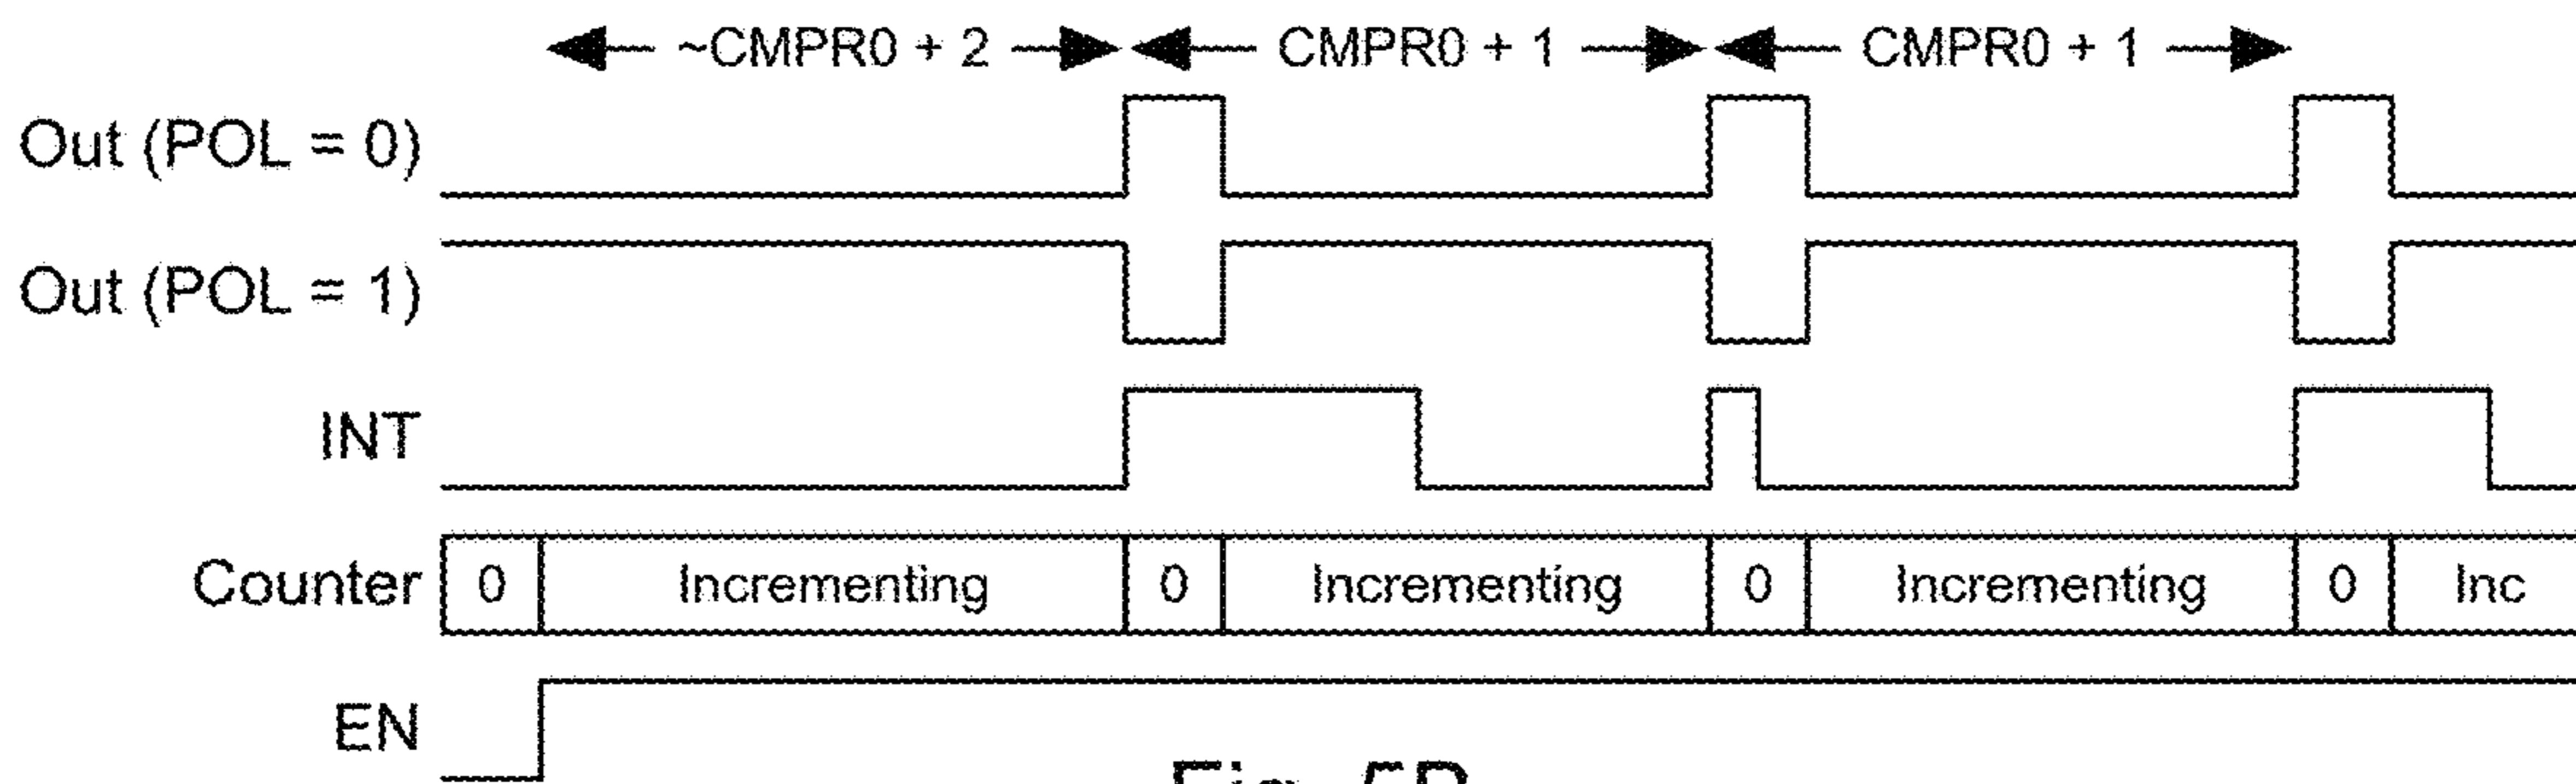 ~CMPR0 + 2 CMPR0 + 1 CMPR0 + 1
Out (POL = 0)
Out (POL = 1)
INT
Counter 0 Incrementing 0 Incrementing 0 Incrementing 0 Inc
EN